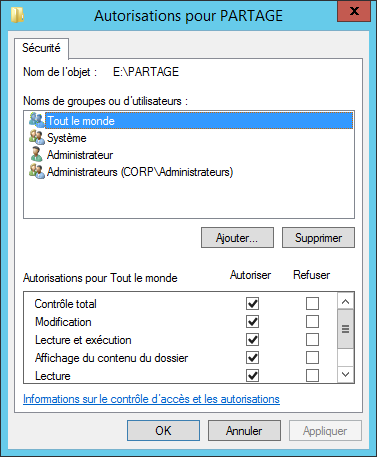 Autorisations pour PARTAGE
Sécurité
Nom de l'objet : E:\PARTAGE
Noms de groupes ou d'utilisateurs :
Tout le monde
Système
Administrateur
Administrateurs (CORP\Administrateurs)
Ajouter... Supprimer
Autorisations pour Tout le monde Autoriser Refuser
Contrôle total
Modification
Lecture et exécution
Affichage du contenu du dossier
Lecture
Informations sur le contrôle d'accès et les autorisations
OK Annuler Appliquer